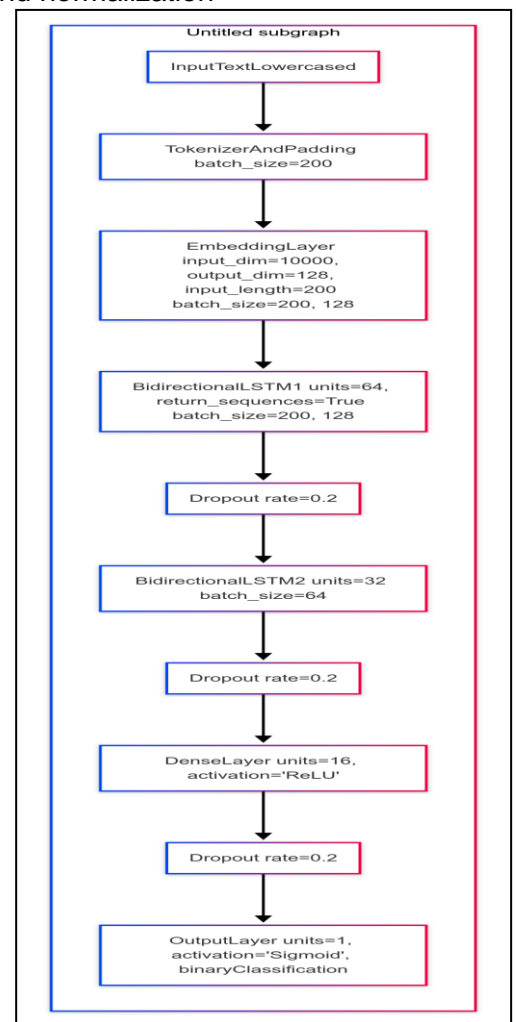 nd normalization
Untitled subgraph
InputTextLowercased
TokenizerAndPadding
batch_size=200
EmbeddingLayer
input_dim=10000,
output_dim=128,
input_length=200
batch_size=200, 128
BidirectionalLSTM1 units=64,
return_sequences=True
batch_size=200, 128
Dropout rate=0.2
BidirectionalLSTM2 units=32
batch_size=64
Dropout rate=0.2
DenseLayer units=16,
activation='ReLU'
Dropout rate=0.2
OutputLayer units=1,
activation='Sigmoid',
binaryClassification